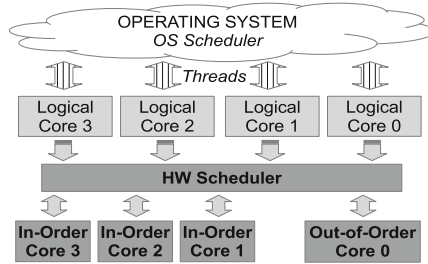 OPERATING SYSTEM
OS Scheduler
Threads
Logical Core 3
Logical Core 2
Logical Core 1
Logical Core 0
HW Scheduler
In-Order Core 3
In-Order Core 2
In-Order Core 1
Out-of-Order Core 0